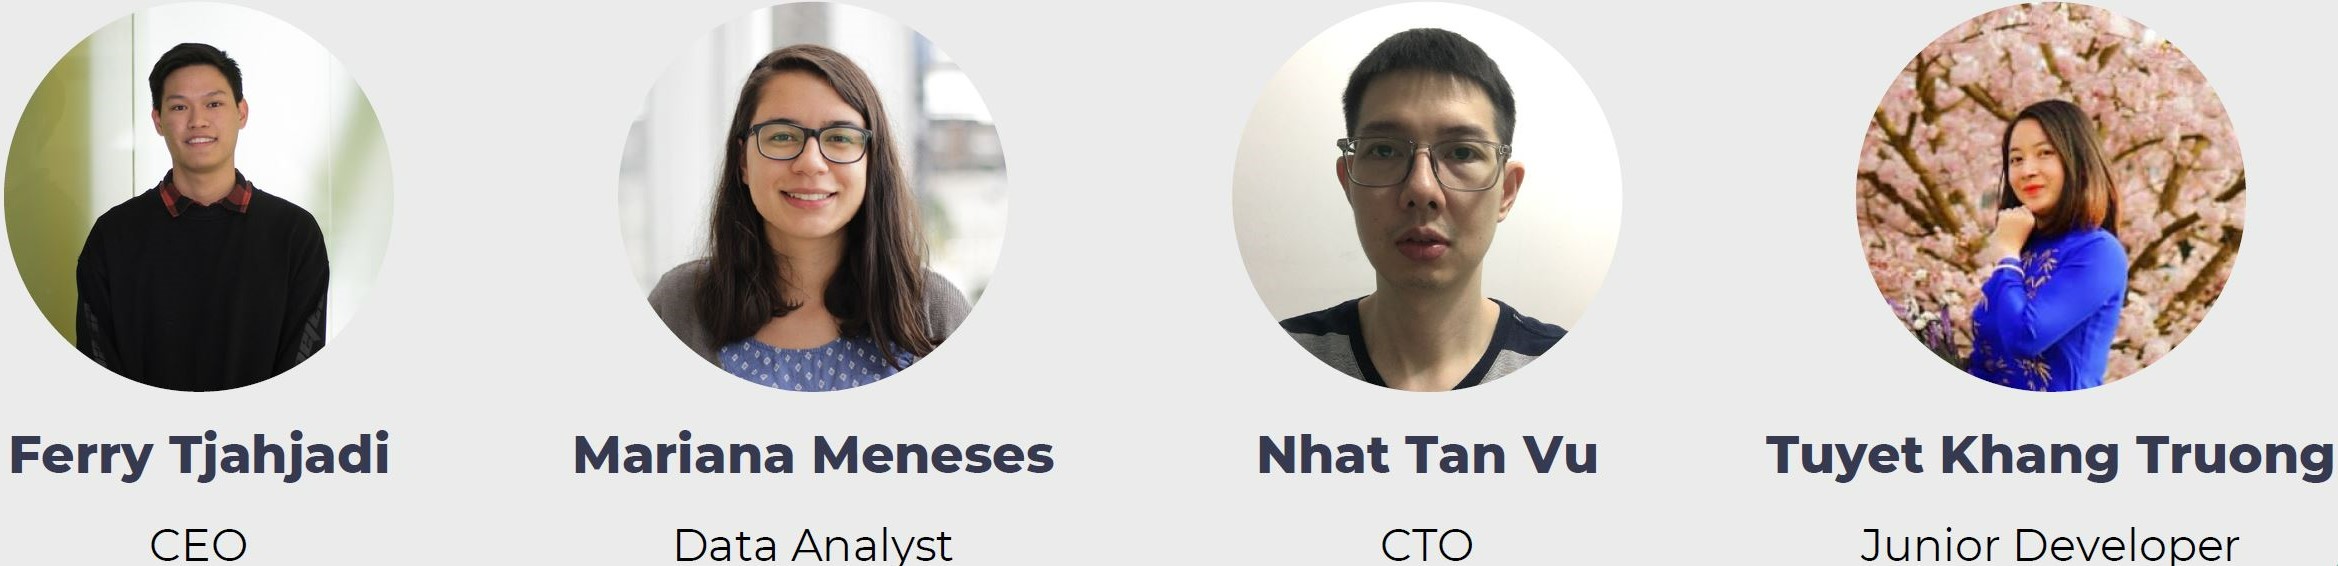 Ferry Tjahjadi
CEO
Mariana Meneses
Data Analyst
Nhat Tan Vu
CTO
Tuyet Khang Truong
Junior Developer